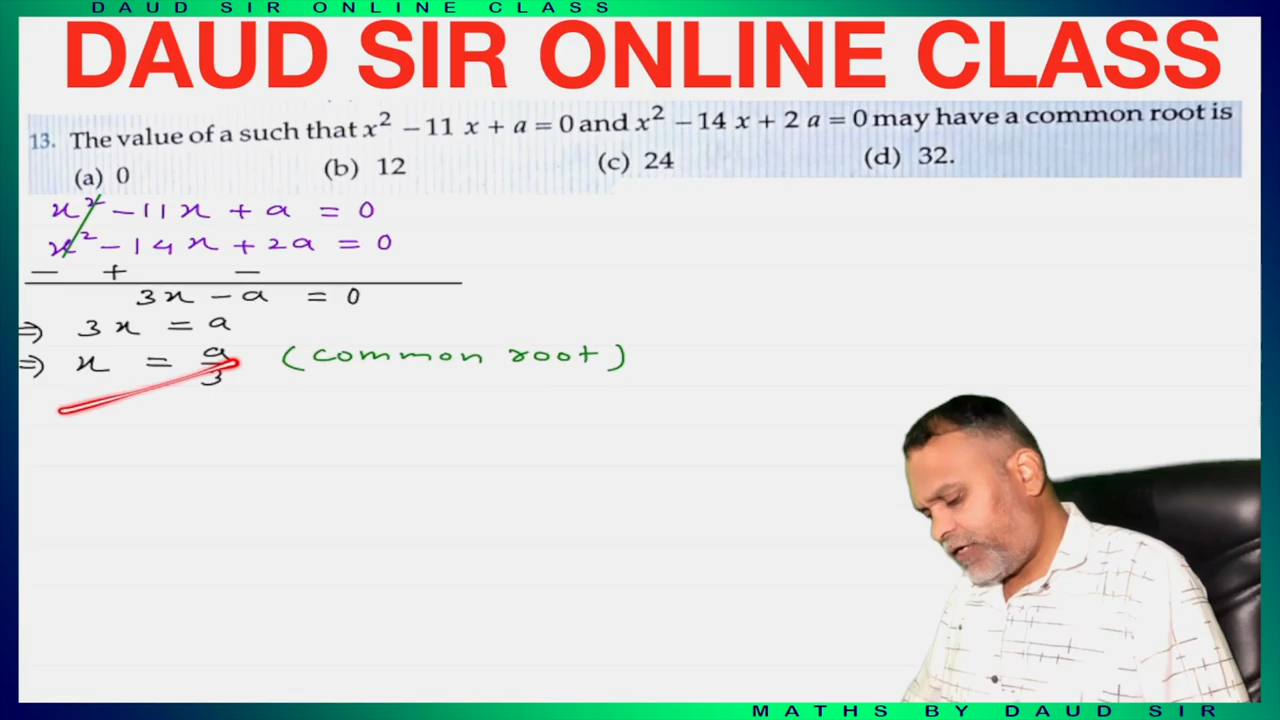 DAUD SIR ONLINE CLASS
DAUD SIR ONLINE CLASS
13. The value of a such that x² − 11 x + a = 0 and x² − 14 x + 2 a = 0 may have a common root is
(a) 0 (b) 12 (c) 24 (d) 32.
x² − 11x + a = 0
x² − 14x + 2a = 0
− + −
3x − a = 0
⇒ 3x = a
⇒ x = a/3 (common root)
MATHS BY DAUD SIR